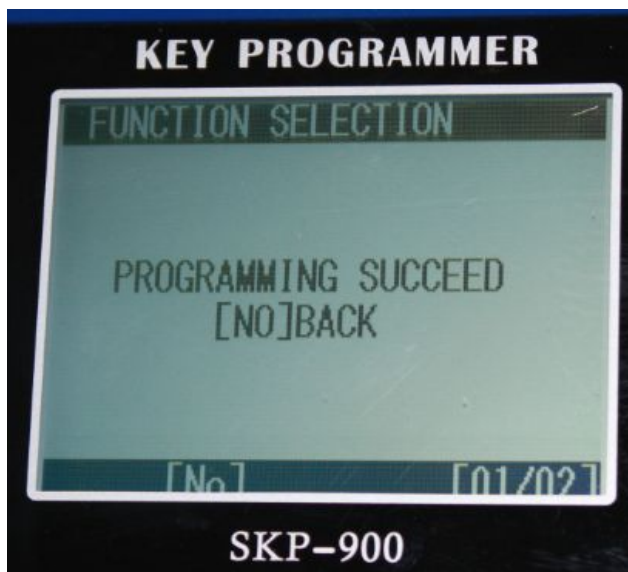 KEY PROGRAMMER
FUNCTION SELECTION
PROGRAMMING SUCCEED
[NO]BACK
[No] [01/02]
SKP-900